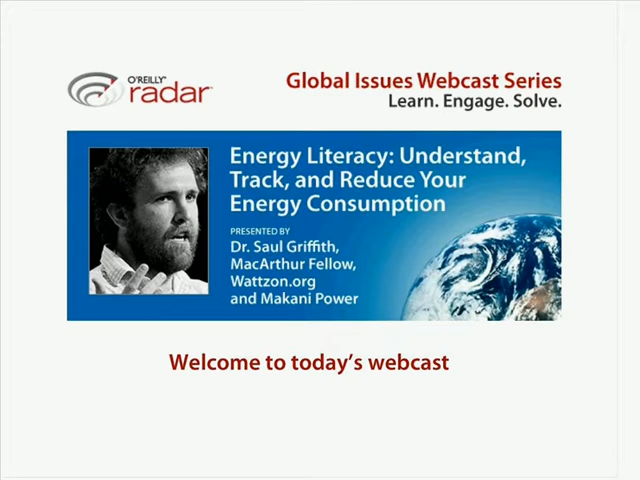 O'REILLY
radar
Global Issues Webcast Series
Learn. Engage. Solve.
Energy Literacy: Understand,
Track, and Reduce Your
Energy Consumption
PRESENTED BY
Dr. Saul Griffith,
MacArthur Fellow,
Wattzon.org
and Makani Power
Welcome to today's webcast